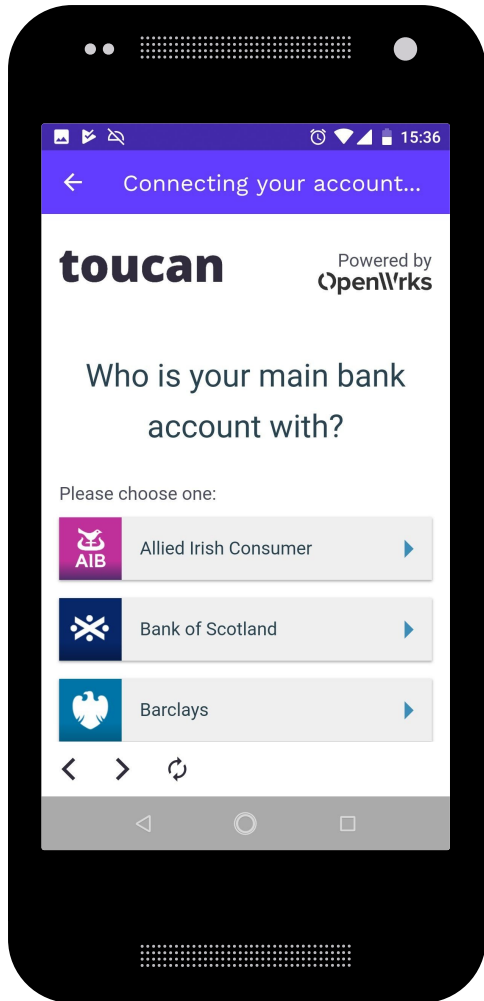 15:36
Connecting your account...
toucan
Powered by
OpenWrks
Who is your main bank
account with?
Please choose one:
AIB
Allied Irish Consumer
Bank of Scotland
Barclays